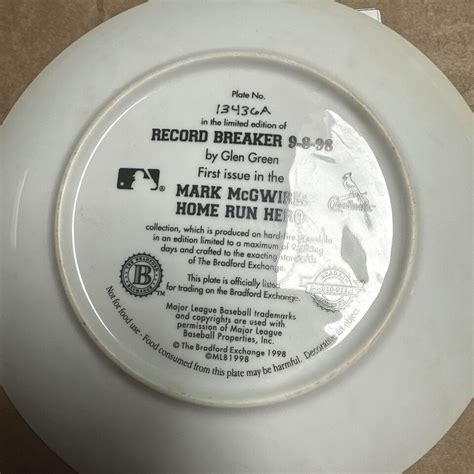 Plate No.
13436A
in the limited edition of
RECORD BREAKER 9-8-98
by Glen Green
First issue in the
MARK McGWIRE
HOME RUN HERO
Cardinals
collection, which is produced on hard-fire
in an edition limited to a maximum of
days and crafted to the exacting
of The Bradford Exchange.
This plate is officially listed
for trading on the Bradford Exchange.
B
Major League Baseball trademarks
and copyrights are used with
permission of Major League
Baseball Properties, Inc.
© The Bradford Exchange 1998
©MLB1998
Not for food use - Food consumed from this plate may be harmful. Decorative art object.